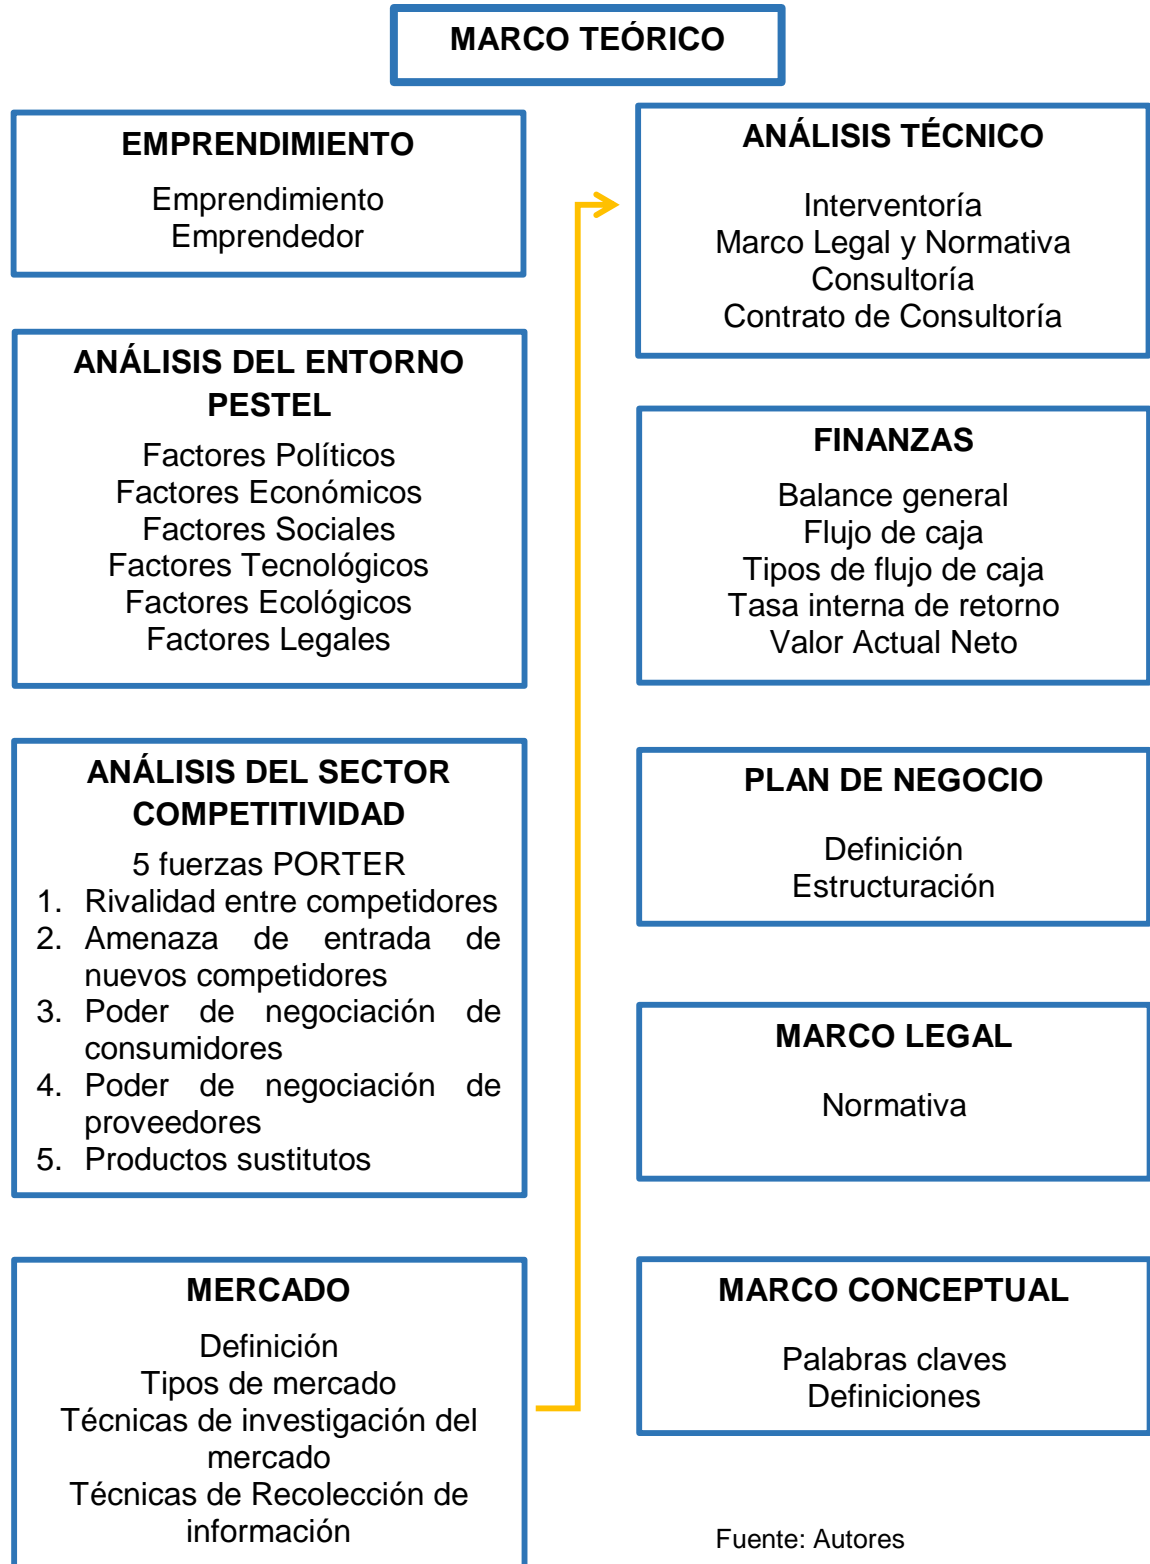 MARCO TEÓRICO
EMPRENDIMIENTO
Emprendimiento
Emprendedor
ANÁLISIS DEL ENTORNO
PESTEL
Factores Políticos
Factores Económicos
Factores Sociales
Factores Tecnológicos
Factores Ecológicos
Factores Legales
ANÁLISIS DEL SECTOR
COMPETITIVIDAD
5 fuerzas PORTER
1. Rivalidad entre competidores
2. Amenaza de entrada de
nuevos competidores
3. Poder de negociación de
consumidores
4. Poder de negociación de
proveedores
5. Productos sustitutos
MERCADO
Definición
Tipos de mercado
Técnicas de investigación del
mercado
Técnicas de Recolección de
información
ANÁLISIS TÉCNICO
Interventoría
Marco Legal y Normativa
Consultoría
Contrato de Consultoría
FINANZAS
Balance general
Flujo de caja
Tipos de flujo de caja
Tasa interna de retorno
Valor Actual Neto
PLAN DE NEGOCIO
Definición
Estructuración
MARCO LEGAL
Normativa
MARCO CONCEPTUAL
Palabras claves
Definiciones
Fuente: Autores